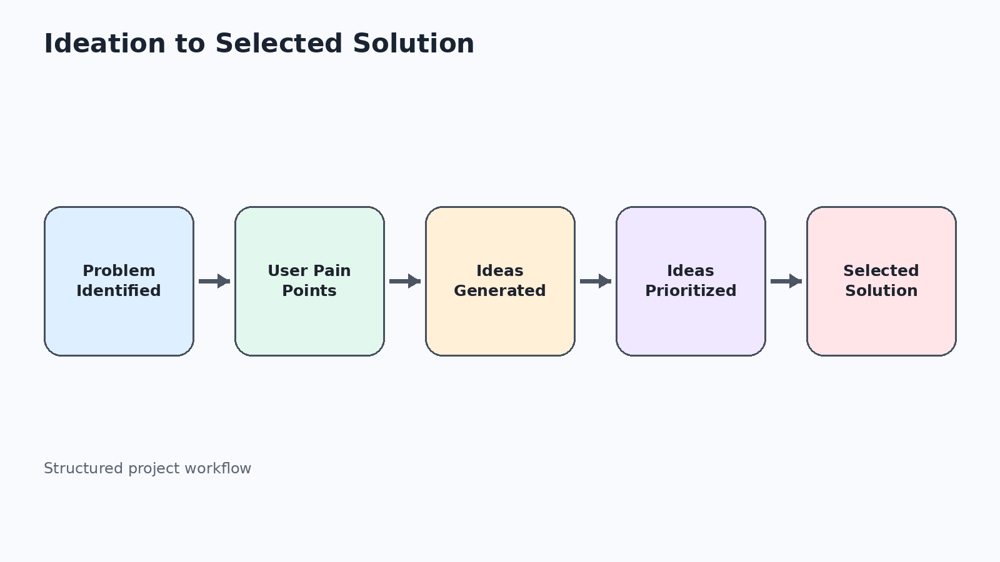 Ideation to Selected Solution
Problem
Identified
User Pain
Points
Ideas
Generated
Ideas
Prioritized
Selected
Solution
Structured project workflow